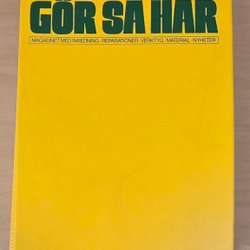 GÖR SÅ HÄR
MAGASINET MED INREDNING · REPARATIONER · VERKTYG · MATERIAL · NYHETER